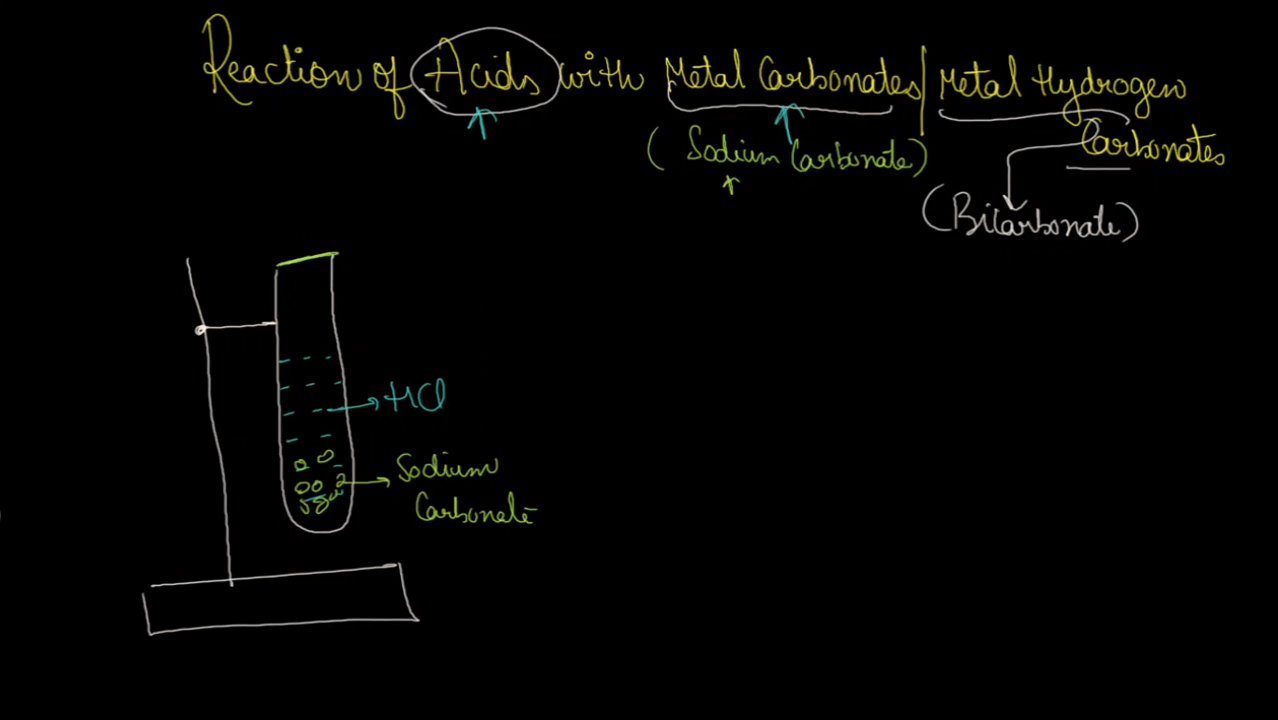 Reaction of Acids with Metal Carbonates/Metal Hydrogen
Carbonates
(Sodium Carbonate)
(Bicarbonate)
HCl
Sodium
Carbonate